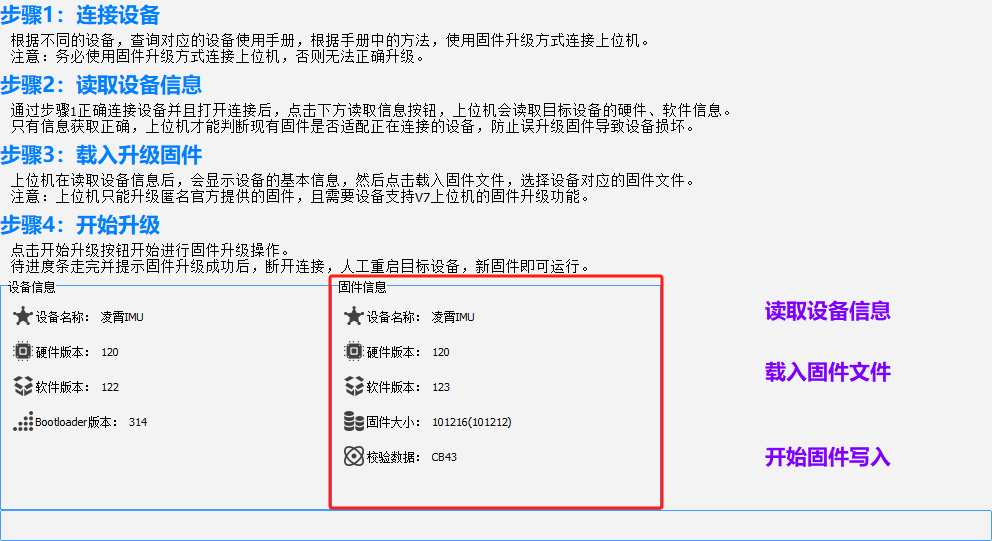 步骤1：连接设备
根据不同的设备，查询对应的设备使用手册，根据手册中的方法，使用固件升级方式连接上位机。
注意：务必使用固件升级方式连接上位机，否则无法正确升级。
步骤2：读取设备信息
通过步骤1正确连接设备并且打开连接后，点击下方读取信息按钮，上位机会读取目标设备的硬件、软件信息。
只有信息获取正确，上位机才能判断现有固件是否适配正在连接的设备，防止误升级固件导致设备损坏。
步骤3：载入升级固件
上位机在读取设备信息后，会显示设备的基本信息，然后点击载入固件文件，选择设备对应的固件文件。
注意：上位机只能升级匿名官方提供的固件，且需要设备支持V7上位机的固件升级功能。
步骤4：开始升级
点击开始升级按钮开始进行固件升级操作。
待进度条走完并提示固件升级成功后，断开连接，人工重启目标设备，新固件即可运行。
设备信息
设备名称： 凌霄IMU
硬件版本： 120
软件版本： 122
Bootloader版本： 314
固件信息
设备名称： 凌霄IMU
硬件版本： 120
软件版本： 123
固件大小： 101216(101212)
校验数据： CB43
读取设备信息
载入固件文件
开始固件写入